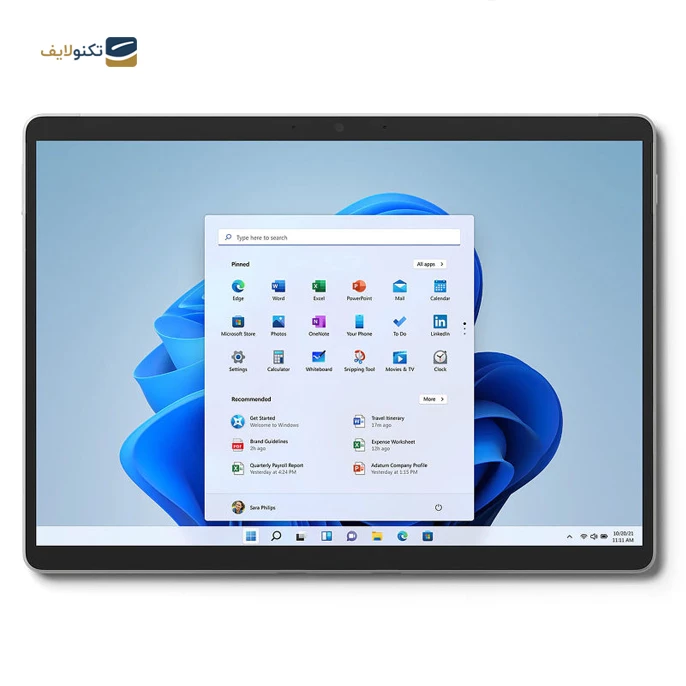 تکنولایف
Type here to search
Pinned
All apps >
Edge Word Excel PowerPoint Mail Calendar
Microsoft Store Photos OneNote Your Phone To Do LinkedIn
Settings Calculator Whiteboard Snipping Tool Movies & TV Clock
Recommended
More >
Get Started
Welcome to Windows
Travel Itinerary
17m ago
Brand Guidelines
2h ago
Expense Worksheet
12h ago
Quarterly Payroll Report
Yesterday at 4:24 PM
Adatum Company Profile
Yesterday at 1:15 PM
Sara Philips
10/20/21
11:11 AM